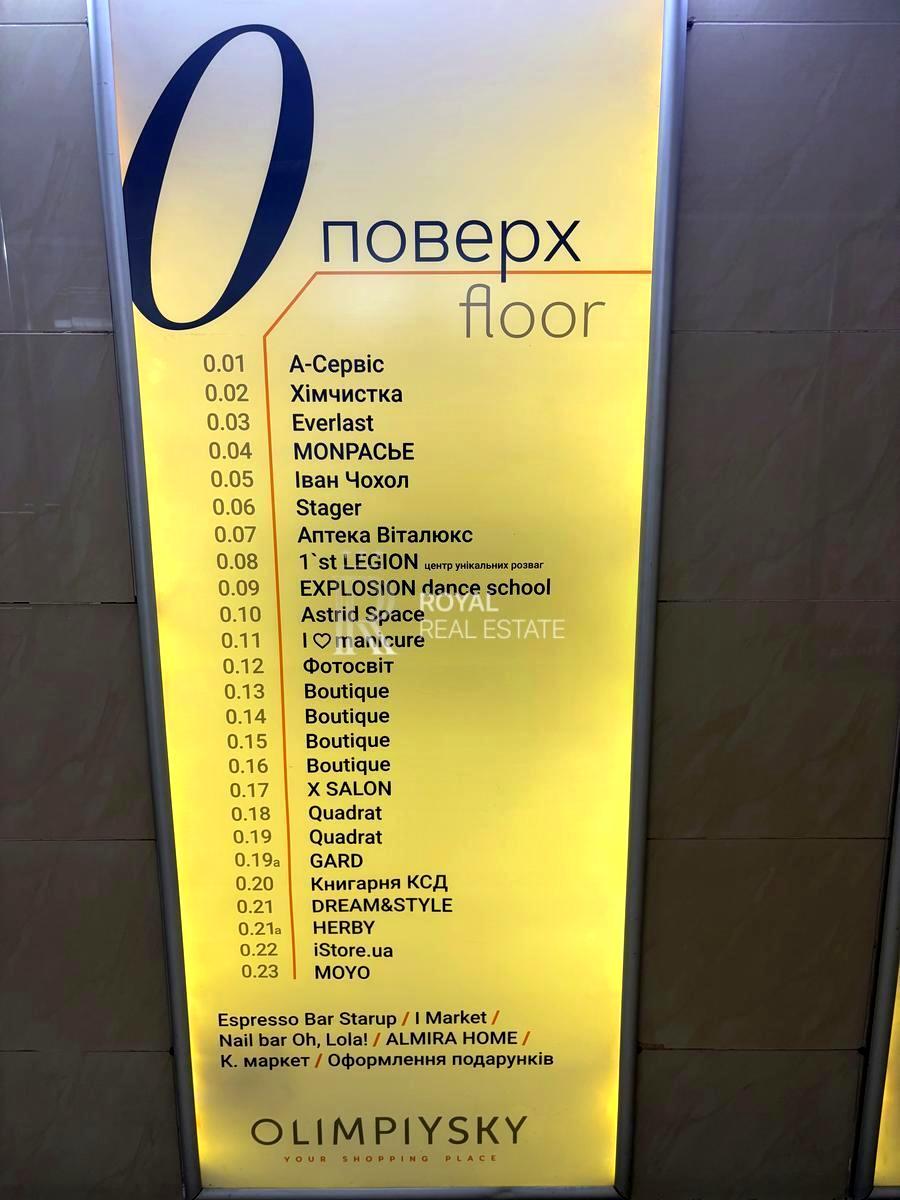 0 поверх
floor
0.01 А-Сервіс
0.02 Хімчистка
0.03 Everlast
0.04 МОНПАСЬЕ
0.05 Іван Чохол
0.06 Stager
0.07 Аптека Віталюкс
0.08 1`st LEGION центр унікальних розваг
0.09 EXPLOSION dance school
0.10 Astrid Space
0.11 I ♡ manicure
0.12 Фотосвіт
0.13 Boutique
0.14 Boutique
0.15 Boutique
0.16 Boutique
0.17 X SALON
0.18 Quadrat
0.19 Quadrat
0.19а GARD
0.20 Книгарня КСД
0.21 DREAM&STYLE
0.21а HERBY
0.22 iStore.ua
0.23 MOYO
ROYAL
REAL ESTATE
Espresso Bar Starup / I Market /
Nail bar Oh, Lola! / ALMIRA HOME /
К. маркет / Оформлення подарунків
OLIMPIYSKY
YOUR SHOPPING PLACE